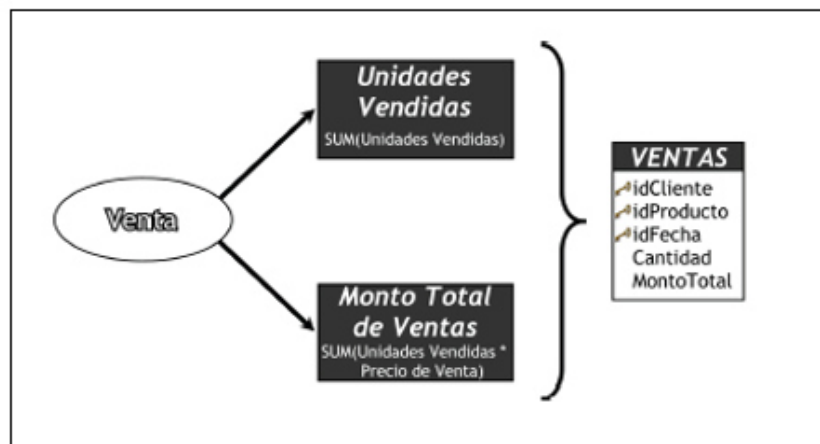 Venta
Unidades
Vendidas
SUM(Unidades Vendidas)
Monto Total
de Ventas
SUM(Unidades Vendidas *
Precio de Venta)
VENTAS
idCliente
idProducto
idFecha
Cantidad
MontoTotal